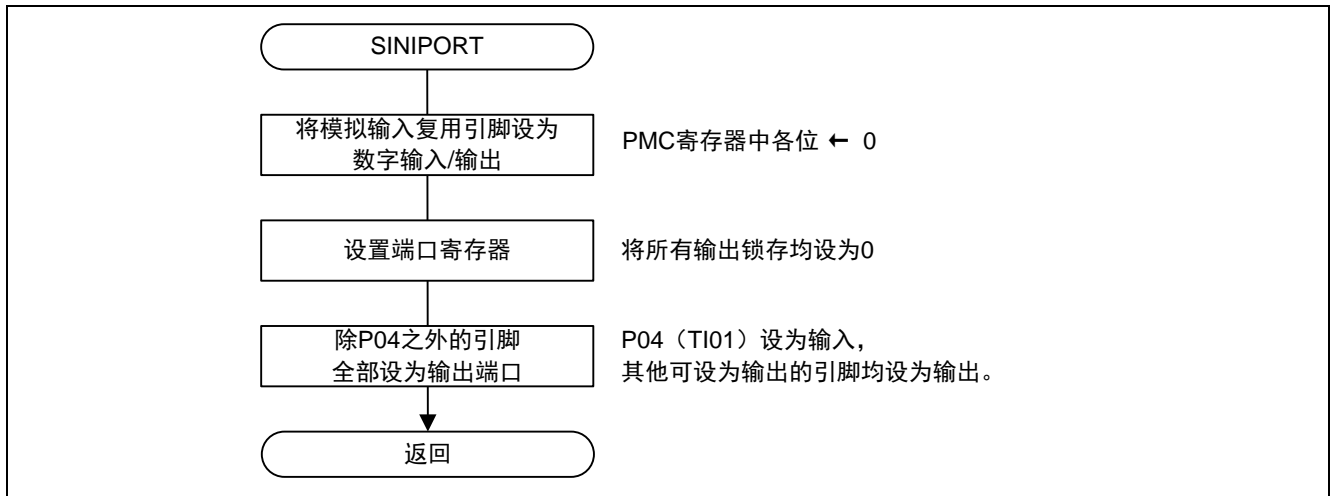 SINIPORT
将模拟输入复用引脚设为
数字输入/输出
PMC寄存器中各位 ← 0
设置端口寄存器
将所有输出锁存均设为0
除P04之外的引脚
全部设为输出端口
P04（TI01）设为输入，
其他可设为输出的引脚均设为输出。
返回